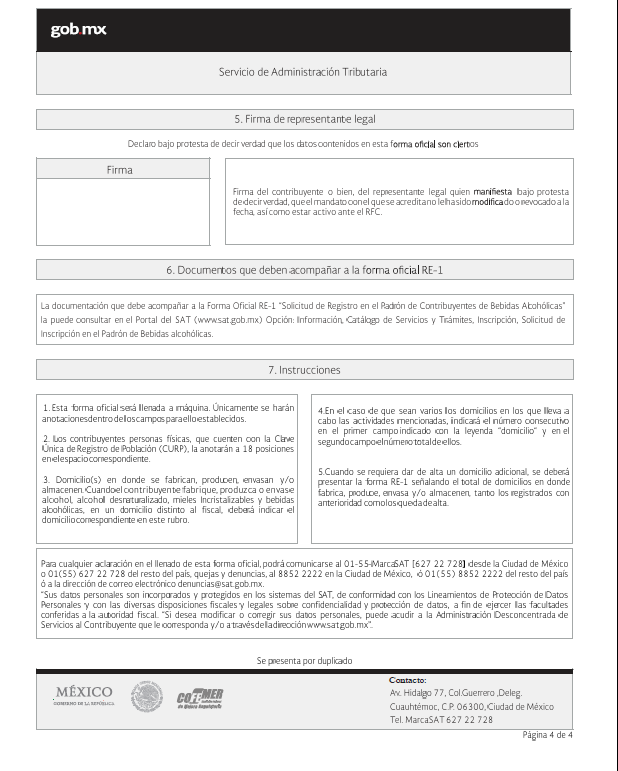 gob.mx
Servicio de Administración Tributaria
5. Firma de representante legal
Declaro bajo protesta de decir verdad que los datos contenidos en esta forma oficial son ciertos
Firma
Firma del contribuyente o bien, del representante legal quien manifiesta bajo protesta
de decir verdad, que el mandato con el que se acredita no le ha sido modificado o revocado a la
fecha, así como estar activo ante el RFC.
6. Documentos que deben acompañar a la forma oficial RE-1
La documentación que debe acompañar a la Forma Oficial RE-1 "Solicitud de Registro en el Padrón de Contribuyentes de Bebidas Alcohólicas"
la puede consultar en el Portal del SAT (www.sat.gob.mx) Opción: Información, Catálogo de Servicios y Trámites, Inscripción, Solicitud de
Inscripción en el Padrón de Bebidas alcohólicas.
7. Instrucciones
1. Esta forma oficial será llenada a máquina. Únicamente se harán
anotaciones dentro de los campos para ello establecidos.
2. Los contribuyentes personas físicas, que cuenten con la Clave
Única de Registro de Población (CURP), la anotarán a 18 posiciones
en el espacio correspondiente.
3. Domicilio(s) en donde se fabrican, producen, envasan y/o
almacenen. Cuando el contribuyente fabrique, produzca o envase
alcohol, alcohol desnaturalizado, mieles Incristalizables y bebidas
alcohólicas, en un domicilio distinto al fiscal, deberá indicar el
domicilio correspondiente en este rubro.
4.En el caso de que sean varios los domicilios en los que lleva a
cabo las actividades mencionadas, indicará el número consecutivo
en el primer campo indicado con la leyenda "domicilio" y en el
segundo campo el número total de ellos.
5.Cuando se requiera dar de alta un domicilio adicional, se deberá
presentar la forma RE-1 señalando el total de domicilios en donde
fabrica, produce, envasa y/o almacenen, tanto los registrados con
anterioridad como los que da de alta.
Para cualquier aclaración en el llenado de esta forma oficial, podrá comunicarse al 01-55-MarcaSAT [627 22 728] desde la Ciudad de México
o 01(55) 627 22 728 del resto del país, quejas y denuncias, al 8852 2222 en la Ciudad de México, ó 01(55) 8852 2222 del resto del país
ó a la dirección de correo electrónico denuncias@sat.gob.mx.
"Sus datos personales son incorporados y protegidos en los sistemas del SAT, de conformidad con los Lineamientos de Protección de Datos
Personales y con las diversas disposiciones fiscales y legales sobre confidencialidad y protección de datos, a fin de ejercer las facultades
conferidas a la autoridad fiscal. "Si desea modificar o corregir sus datos personales, puede acudir a la Administración Desconcentrada de
Servicios al Contribuyente que le corresponda y/o a través de la dirección www.sat.gob.mx".
Se presenta por duplicado
MÉXICO
GOBIERNO DE LA REPÚBLICA
Contacto:
Av. Hidalgo 77, Col.Guerrero ,Deleg.
Cuauhtémoc, C.P. 06300, Ciudad de México
Tel. MarcaSAT 627 22 728
Página 4 de 4